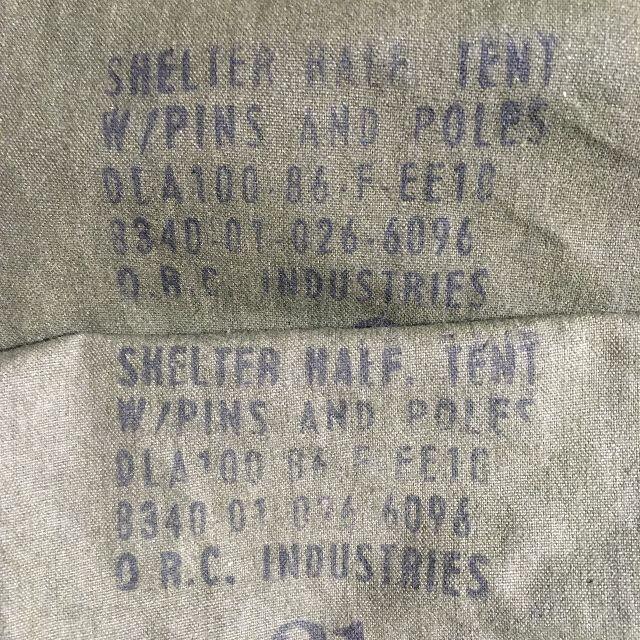 SHELTER HALF, TENT
W/PINS AND POLES
DLA100-86-F-EE10
8340-01-026-6096
O.R.C. INDUSTRIES
SHELTER HALF, TENT
W/PINS AND POLES
DLA100-86-F-EE10
8340-01-026-6096
O.R.C. INDUSTRIES